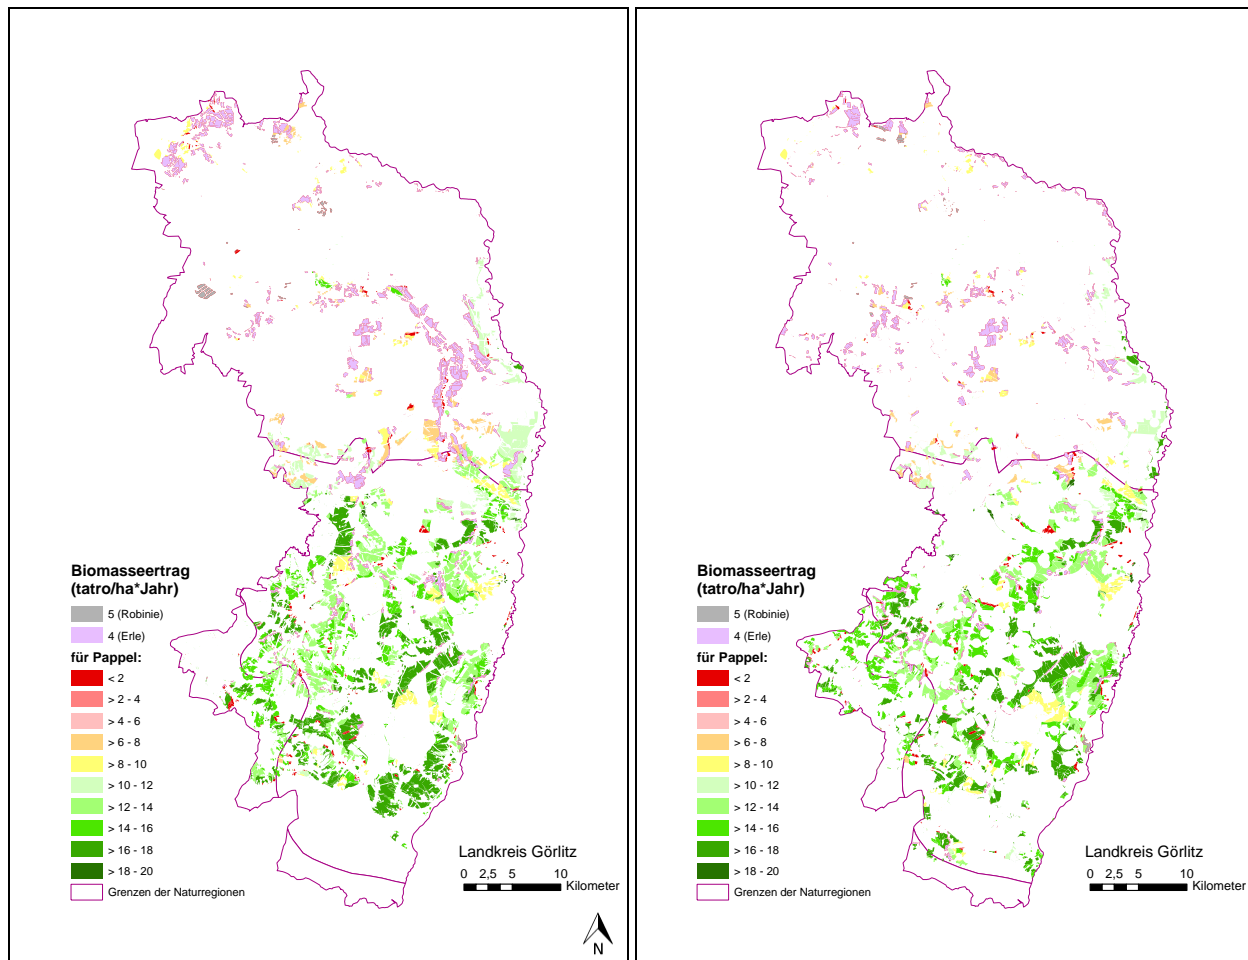 Biomasseertrag
(tatro/ha*Jahr)
5 (Robinie)
4 (Erle)
für Pappel:
< 2
> 2 - 4
> 4 - 6
> 6 - 8
> 8 - 10
> 10 - 12
> 12 - 14
> 14 - 16
> 16 - 18
> 18 - 20
Grenzen der Naturregionen
Landkreis Görlitz
0 2,5 5 10
Kilometer
N
Biomasseertrag
(tatro/ha*Jahr)
5 (Robinie)
4 (Erle)
für Pappel:
< 2
> 2 - 4
> 4 - 6
> 6 - 8
> 8 - 10
> 10 - 12
> 12 - 14
> 14 - 16
> 16 - 18
> 18 - 20
Grenzen der Naturregionen
Landkreis Görlitz
0 2,5 5 10
Kilometer